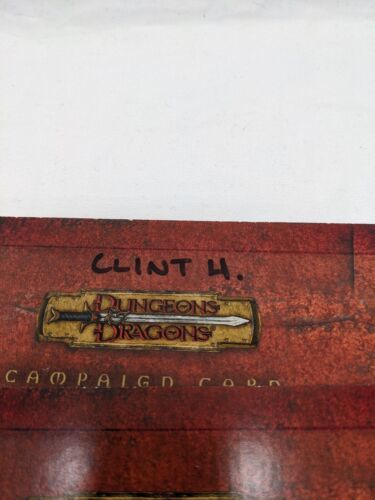 CLINT H.
DUNGEONS
DRAGONS
CAMPAIGN CARD